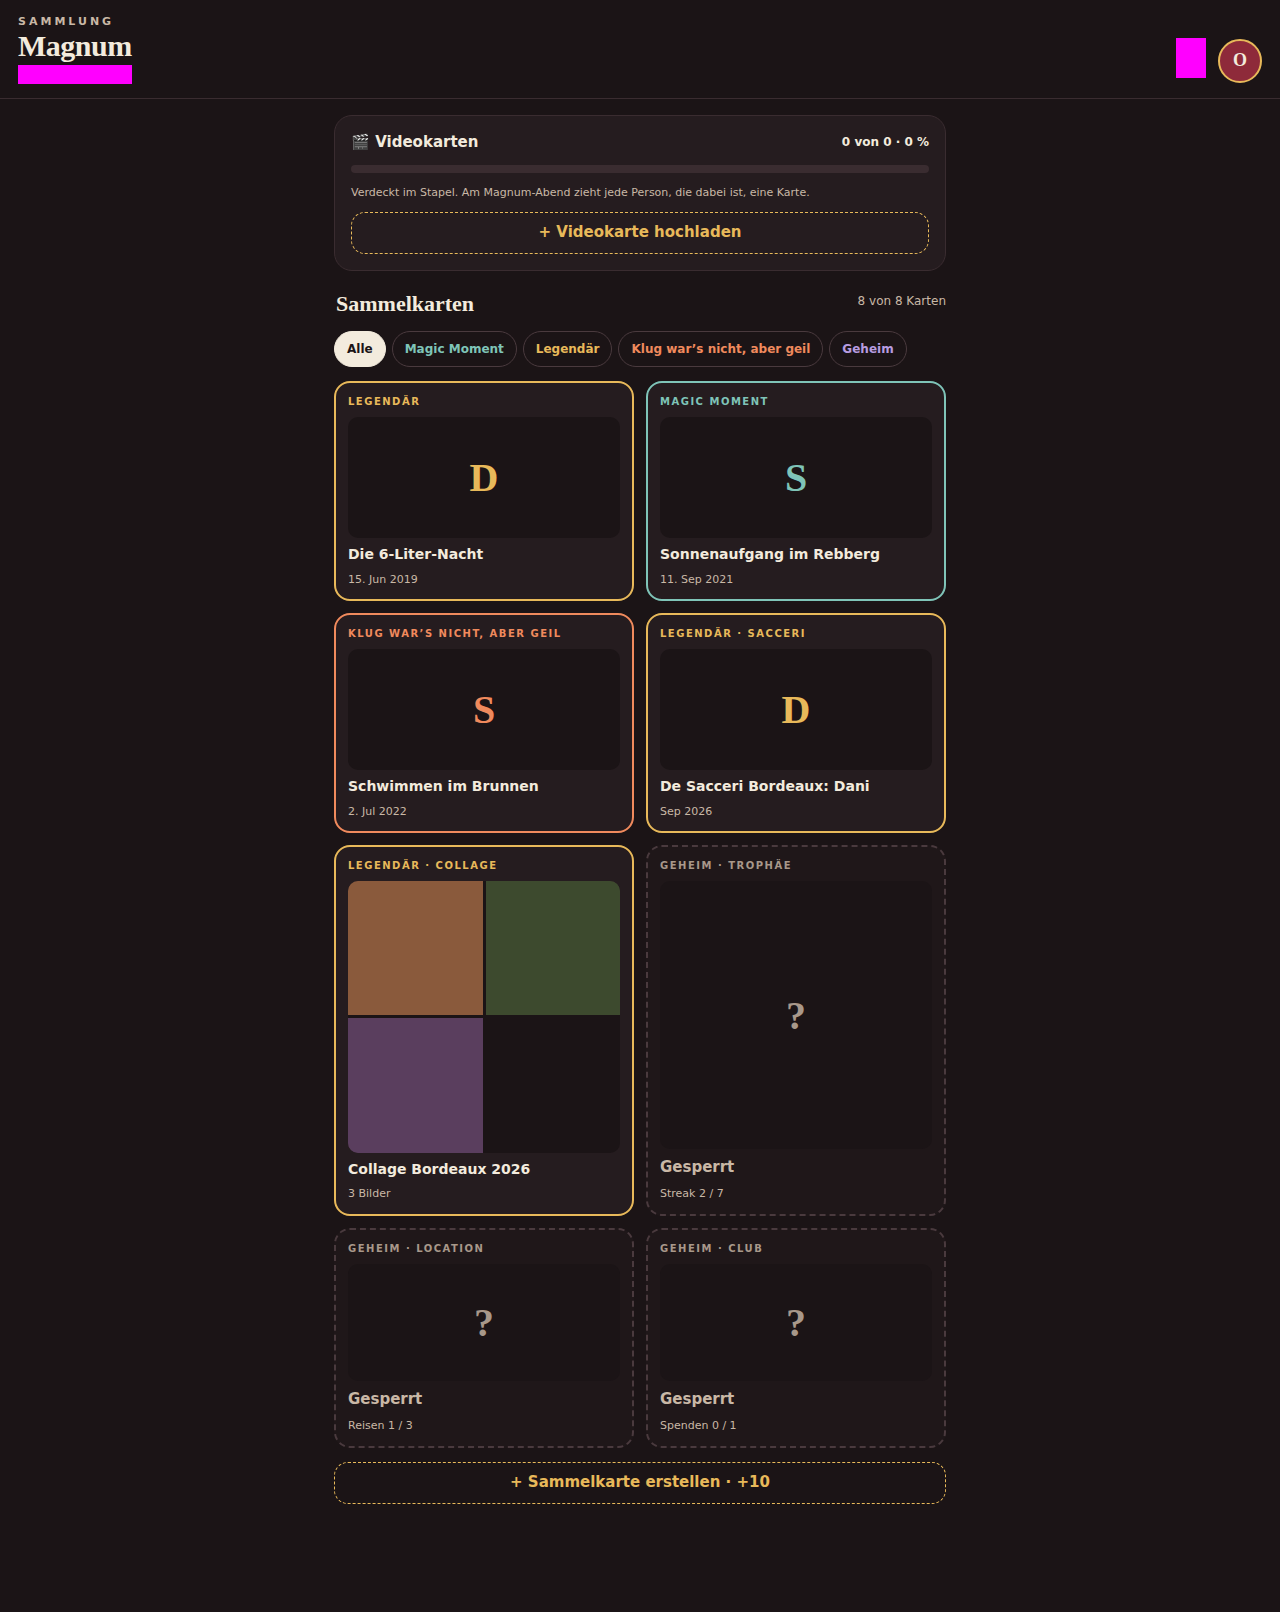 SAMMLUNG
Magnum
O
🎬 Videokarten
0 von 0 · 0 %
Verdeckt im Stapel. Am Magnum-Abend zieht jede Person, die dabei ist, eine Karte.
+ Videokarte hochladen
Sammelkarten
8 von 8 Karten
Alle
Magic Moment
Legendär
Klug war’s nicht, aber geil
Geheim
LEGENDÄR
D
Die 6-Liter-Nacht
15. Jun 2019
MAGIC MOMENT
S
Sonnenaufgang im Rebberg
11. Sep 2021
KLUG WAR’S NICHT, ABER GEIL
S
Schwimmen im Brunnen
2. Jul 2022
LEGENDÄR · SACCERI
D
De Sacceri Bordeaux: Dani
Sep 2026
LEGENDÄR · COLLAGE
Collage Bordeaux 2026
3 Bilder
GEHEIM · TROPHÄE
?
Gesperrt
Streak 2 / 7
GEHEIM · LOCATION
?
Gesperrt
Reisen 1 / 3
GEHEIM · CLUB
?
Gesperrt
Spenden 0 / 1
+ Sammelkarte erstellen · +10